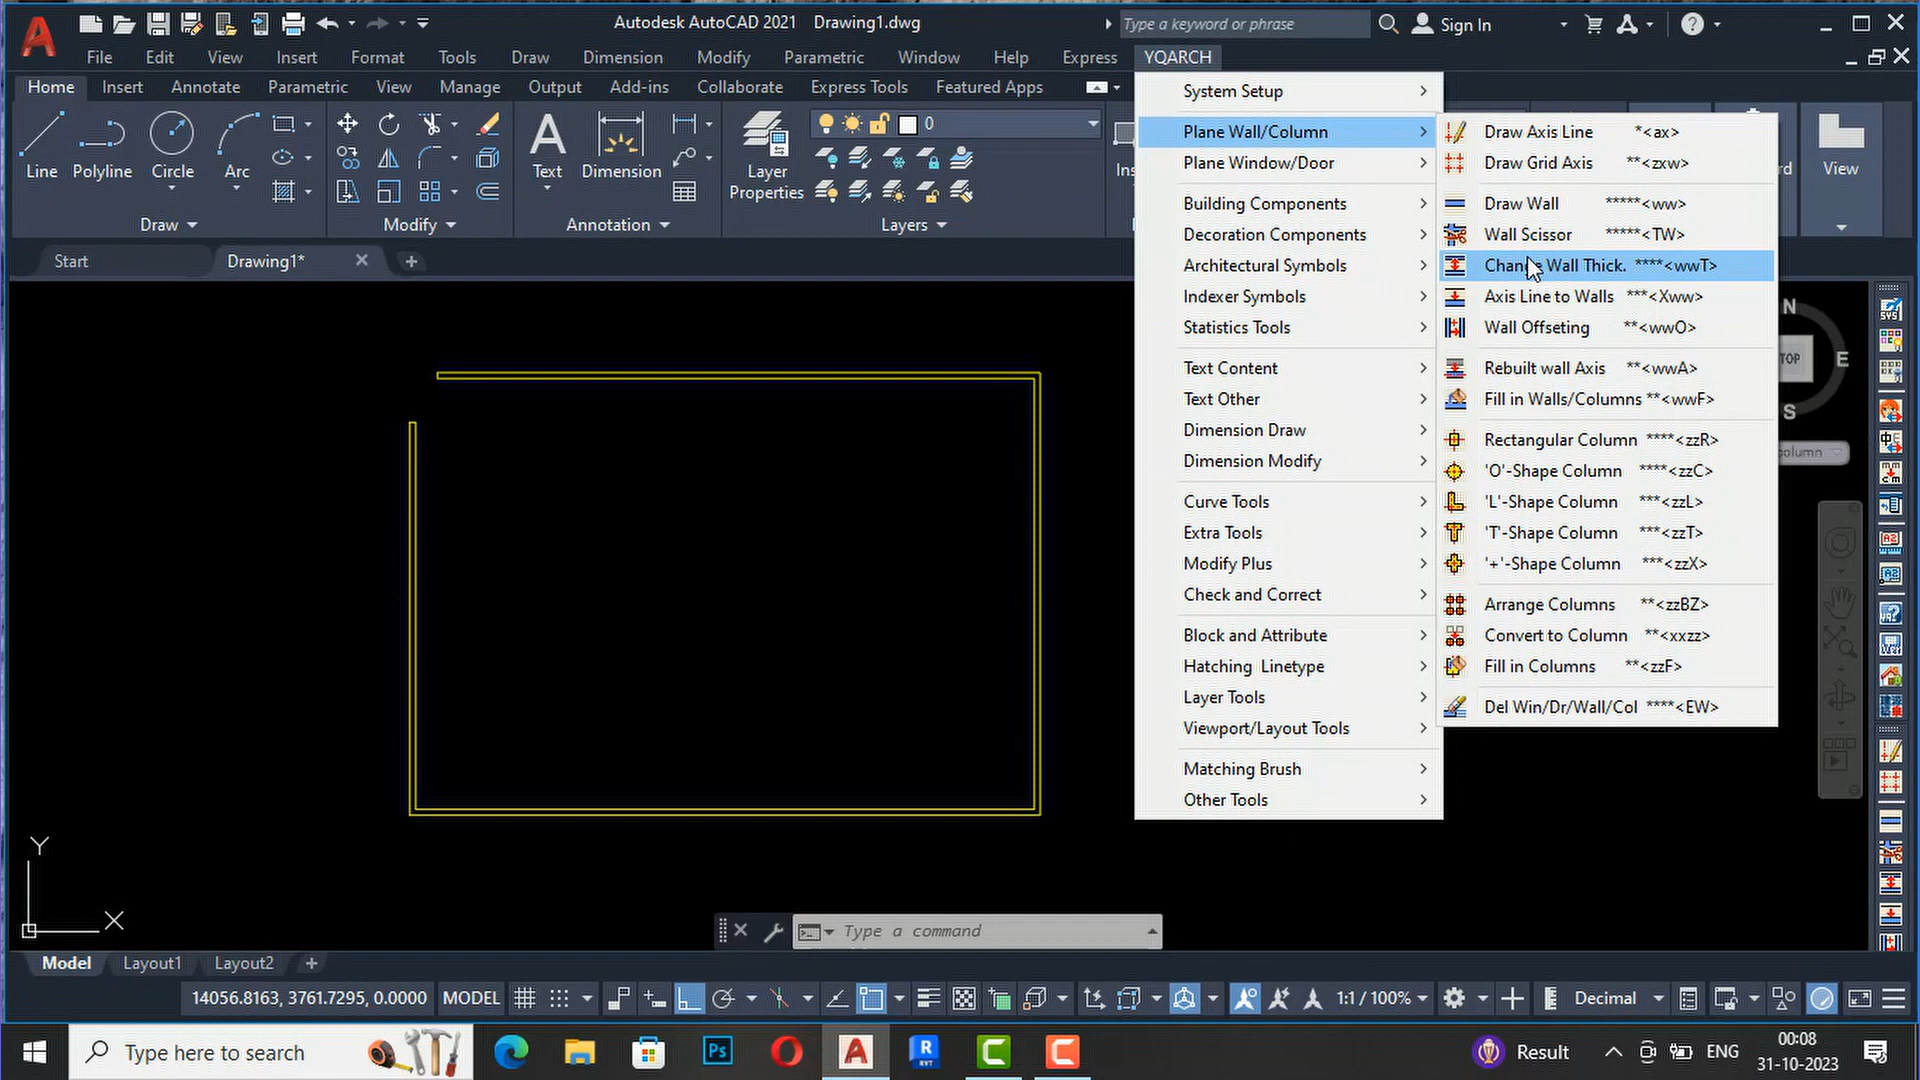 Autodesk AutoCAD 2021 Drawing1.dwg
Type a keyword or phrase
Sign In
File Edit View Insert Format Tools Draw Dimension Modify Parametric Window Help Express YQARCH
Home Insert Annotate Parametric View Manage Output Add-ins Collaborate Express Tools Featured Apps
0
Line Polyline Circle Arc
Text Dimension
Layer
Properties
Ins
View
Draw Modify Annotation Layers
Start Drawing1* +
System Setup
Plane Wall/Column
Plane Window/Door
Building Components
Decoration Components
Architectural Symbols
Indexer Symbols
Statistics Tools
Text Content
Text Other
Dimension Draw
Dimension Modify
Curve Tools
Extra Tools
Modify Plus
Check and Correct
Block and Attribute
Hatching Linetype
Layer Tools
Viewport/Layout Tools
Matching Brush
Other Tools
Draw Axis Line *<ax>
Draw Grid Axis **<zxw>
Draw Wall *****<ww>
Wall Scissor *****<TW>
Change Wall Thick. ****<wwT>
Axis Line to Walls ***<Xww>
Wall Offseting **<wwO>
Rebuilt wall Axis **<wwA>
Fill in Walls/Columns **<wwF>
Rectangular Column ****<zzR>
'O'-Shape Column ****<zzC>
'L'-Shape Column ***<zzL>
'T'-Shape Column ***<zzT>
'+'-Shape Column ***<zzX>
Arrange Columns **<zzBZ>
Convert to Column **<xxzz>
Fill in Columns **<zzF>
Del Win/Dr/Wall/Col ****<EW>
N
TOP E
S
column
Y
X
Type a command
Model Layout1 Layout2 +
14056.8163, 3761.7295, 0.0000 MODEL 1:1 / 100% Decimal
Type here to search
Ps
Result
ENG
00:08
31-10-2023